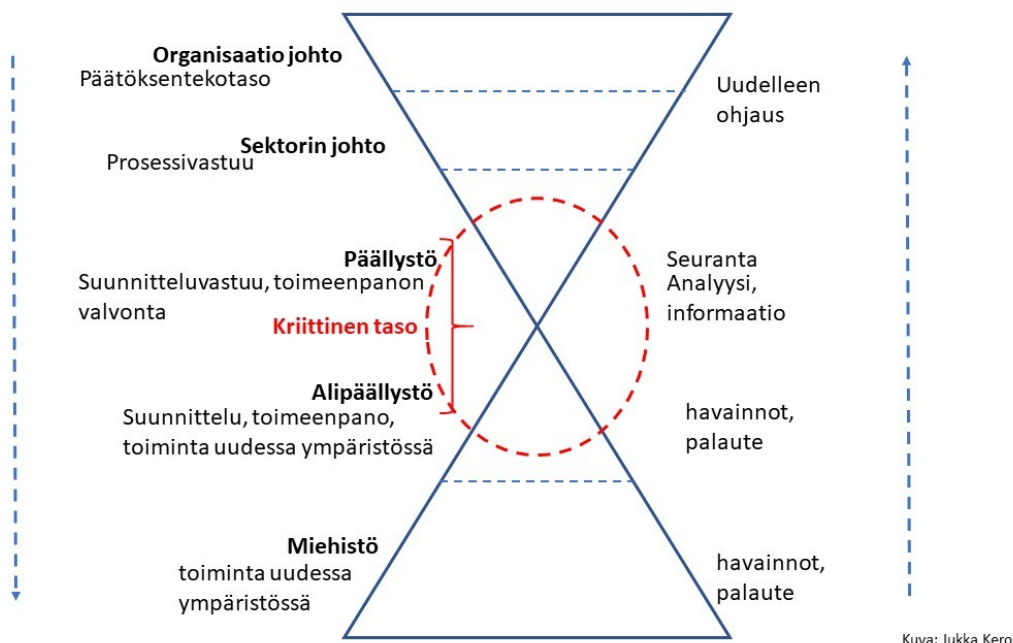 Organisaatio johto
Päätöksentekotaso
Uudelleen
ohjaus
Sektorin johto
Prosessivastuu
Päällystö
Suunnitteluvastuu, toimeenpanon
valvonta
Seuranta
Analyysi,
informaatio
Kriittinen taso
Alipäällystö
Suunnittelu, toimeenpano,
toiminta uudessa ympäristössä
havainnot,
palaute
Miehistö
toiminta uudessa
ympäristössä
havainnot,
palaute
Kuva: Jukka Kero